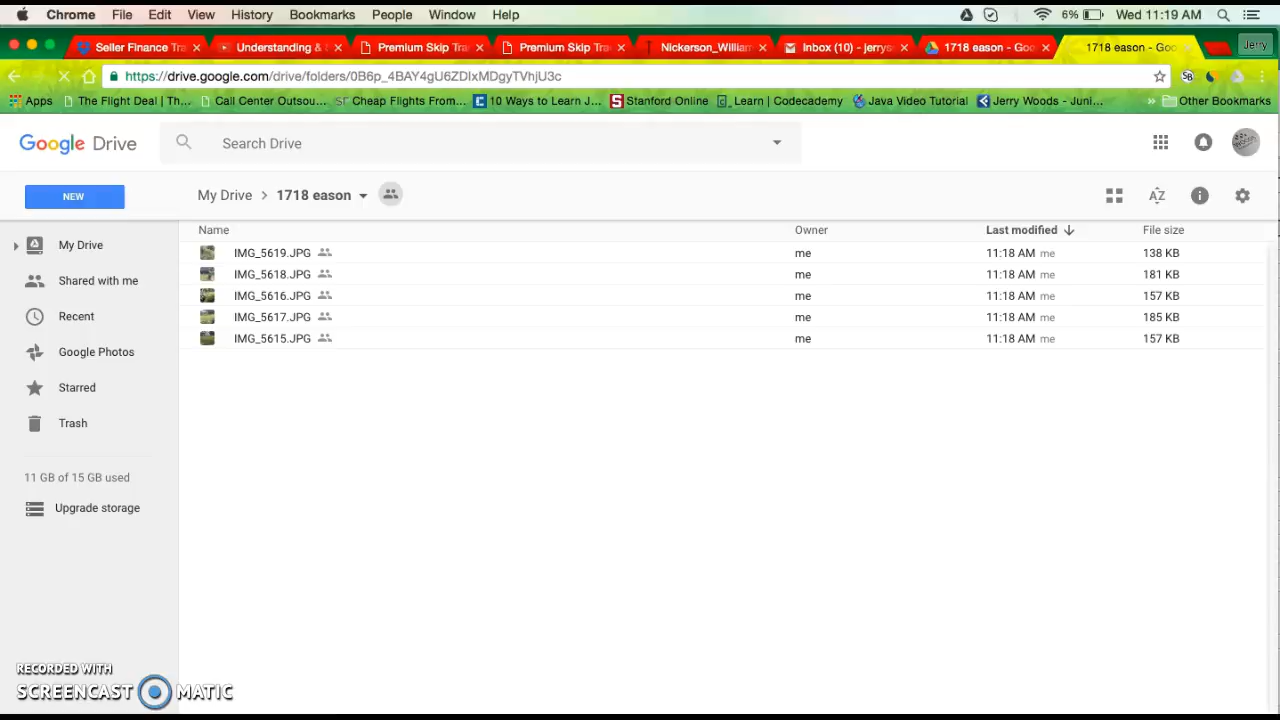 Chrome File Edit View History Bookmarks People Window Help 6% Wed 11:19 AM
Seller Finance Tra Understanding & Premium Skip Tra Premium Skip Tra Nickerson_William Inbox (10) - jerrys 1718 eason - Goo 1718 eason - Goo Jerry
https://drive.google.com/drive/folders/0B6p_4BAY4gU6ZDIxMDgyTVhjU3c
Apps The Flight Deal | Th... Call Center Outsou... Cheap Flights From... 10 Ways to Learn J... Stanford Online Learn | Codecademy Java Video Tutorial Jerry Woods - Juni... » Other Bookmarks
Google Drive Search Drive
NEW My Drive > 1718 eason
Name Owner Last modified File size
IMG_5619.JPG me 11:18 AM me 138 KB
IMG_5618.JPG me 11:18 AM me 181 KB
IMG_5616.JPG me 11:18 AM me 157 KB
IMG_5617.JPG me 11:18 AM me 185 KB
IMG_5615.JPG me 11:18 AM me 157 KB
My Drive
Shared with me
Recent
Google Photos
Starred
Trash
11 GB of 15 GB used
Upgrade storage
RECORDED WITH
SCREENCAST MATIC